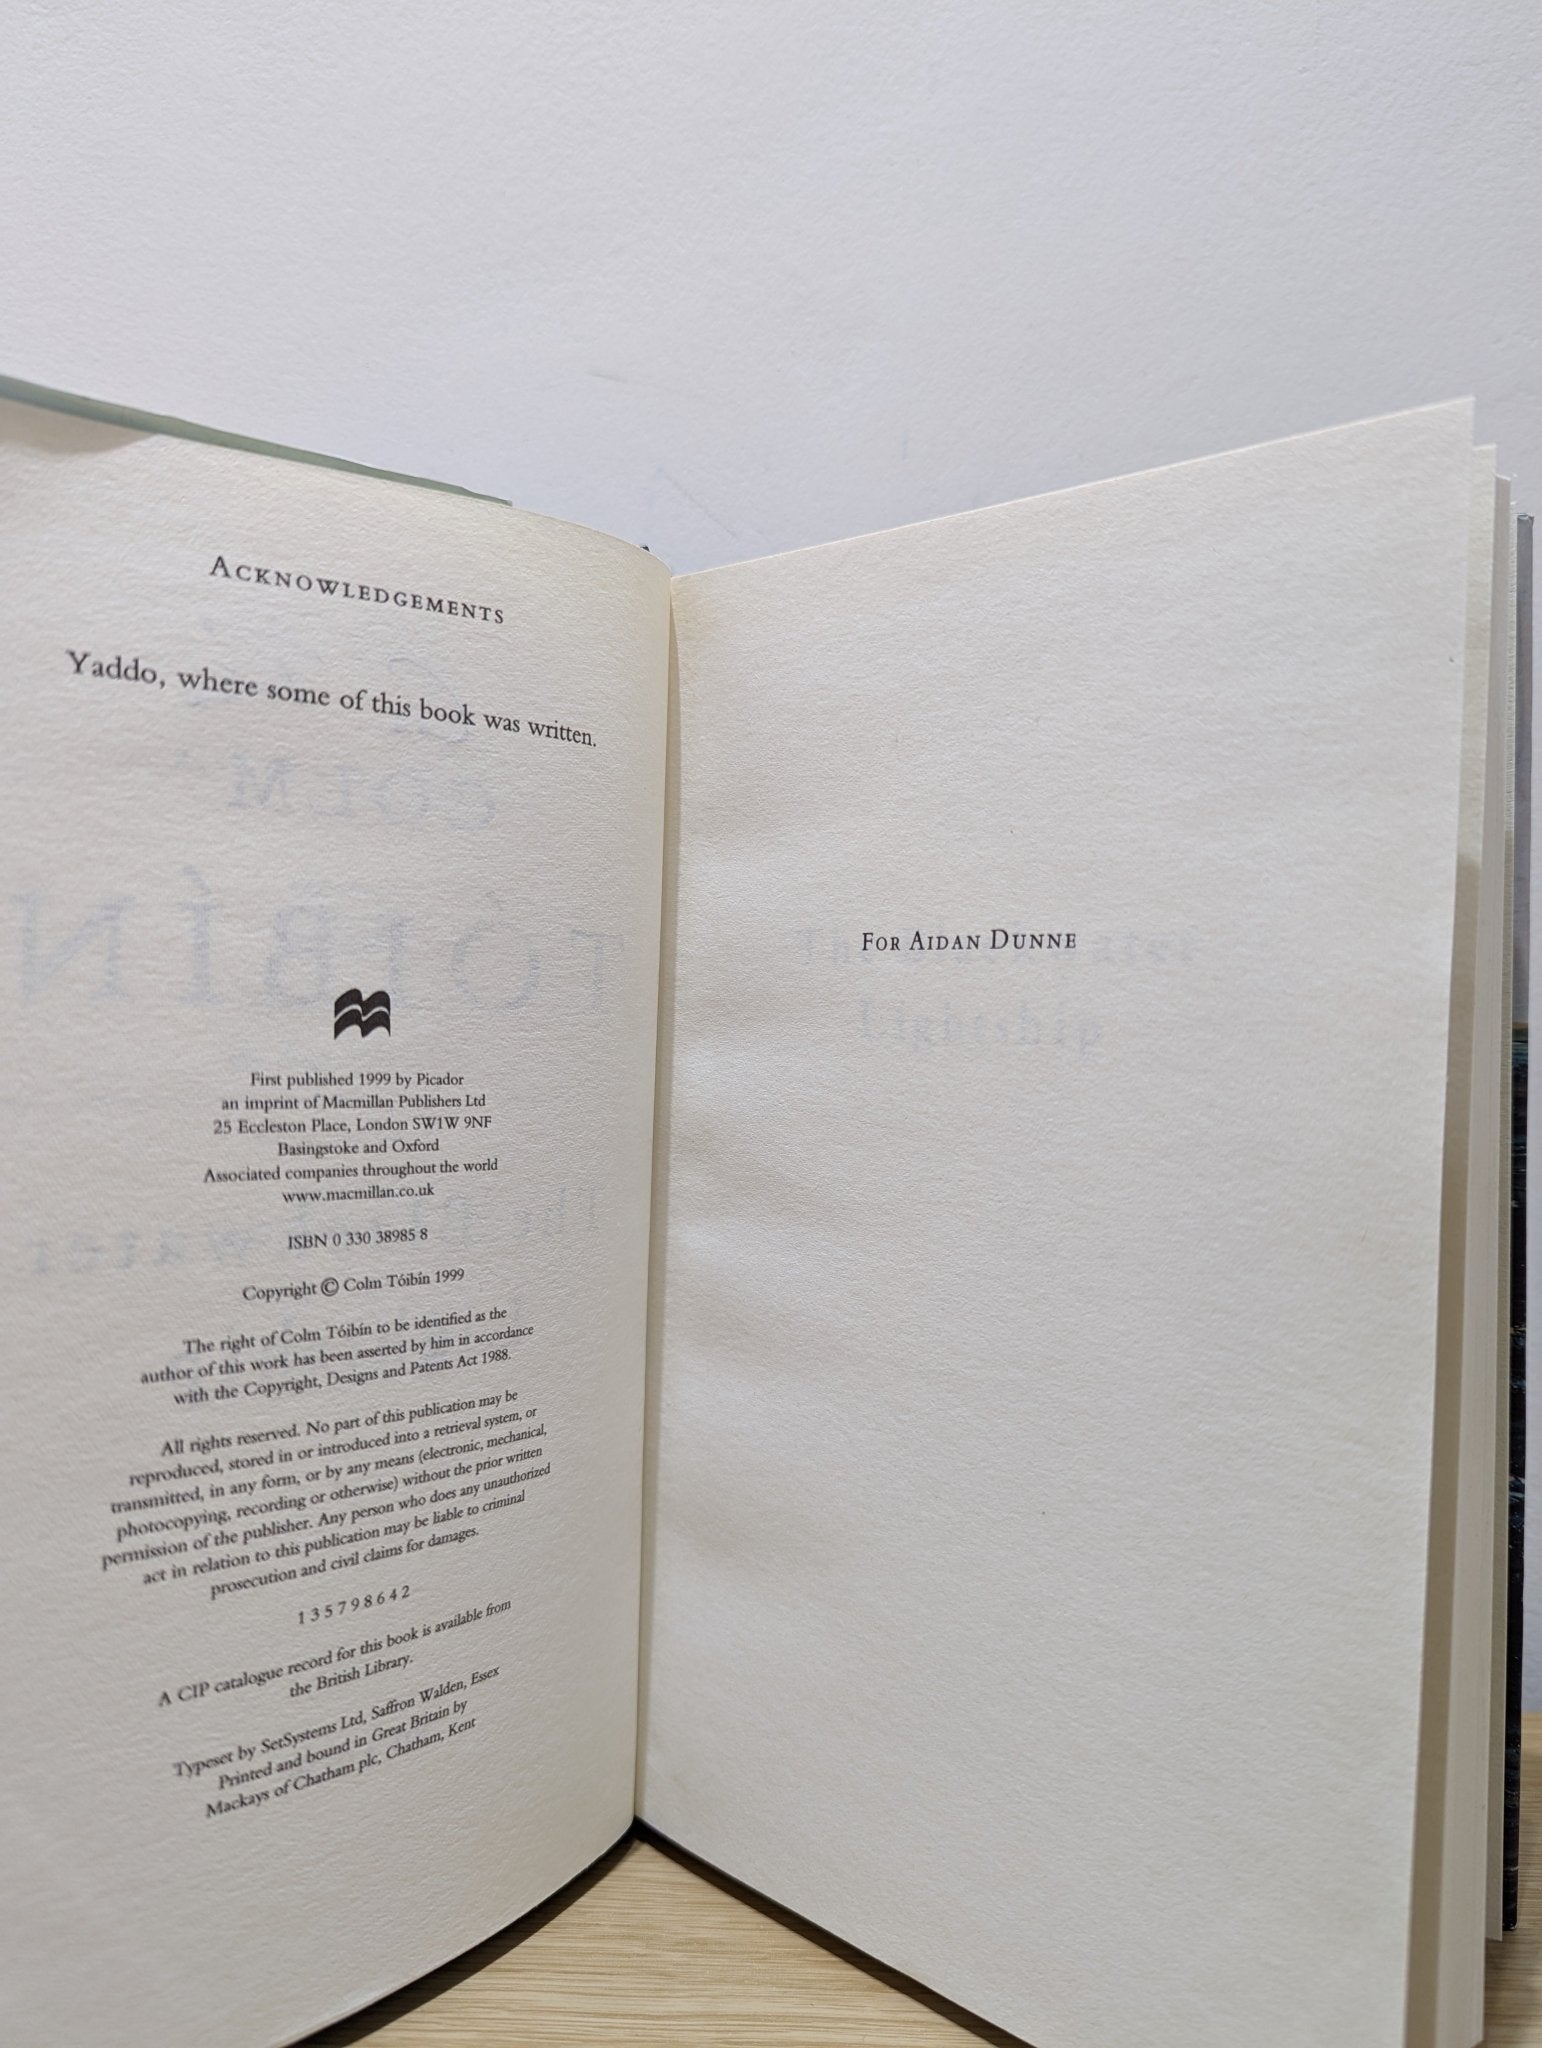 ACKNOWLEDGEMENTS
Yaddo, where some of this book was written.
First published 1999 by Picador
an imprint of Macmillan Publishers Ltd
25 Eccleston Place, London SW1W 9NF
Basingstoke and Oxford
Associated companies throughout the world
www.macmillan.co.uk
ISBN 0 330 38985 8
Copyright © Colm Tóibín 1999
The right of Colm Tóibín to be identified as the
author of this work has been asserted by him in accordance
with the Copyright, Designs and Patents Act 1988.
All rights reserved. No part of this publication may be
reproduced, stored in or introduced into a retrieval system, or
transmitted, in any form, or by any means (electronic, mechanical,
photocopying, recording or otherwise) without the prior written
permission of the publisher. Any person who does any unauthorized
act in relation to this publication may be liable to criminal
prosecution and civil claims for damages.
1 3 5 7 9 8 6 4 2
A CIP catalogue record for this book is available from
the British Library.
Typeset by SetSystems Ltd, Saffron Walden, Essex
Printed and bound in Great Britain by
Mackays of Chatham plc, Chatham, Kent
FOR AIDAN DUNNE